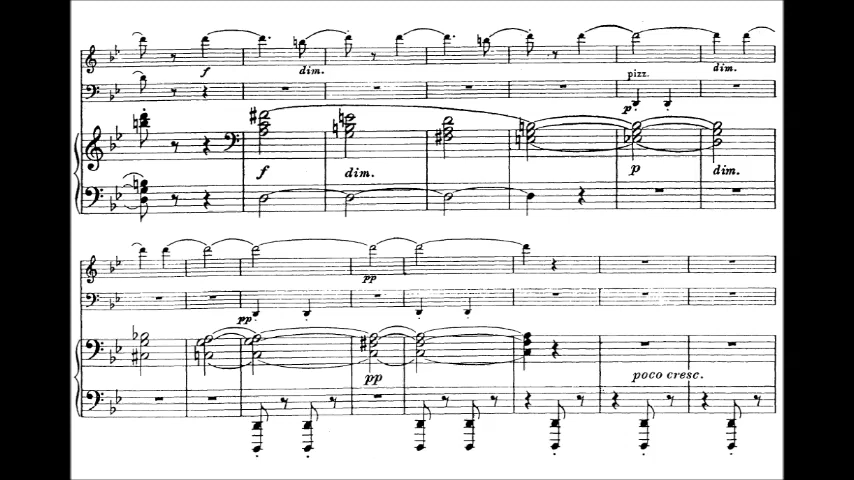 f dim. dim.
pizz.
p
f dim. p dim.
pp
pp
pp poco cresc.